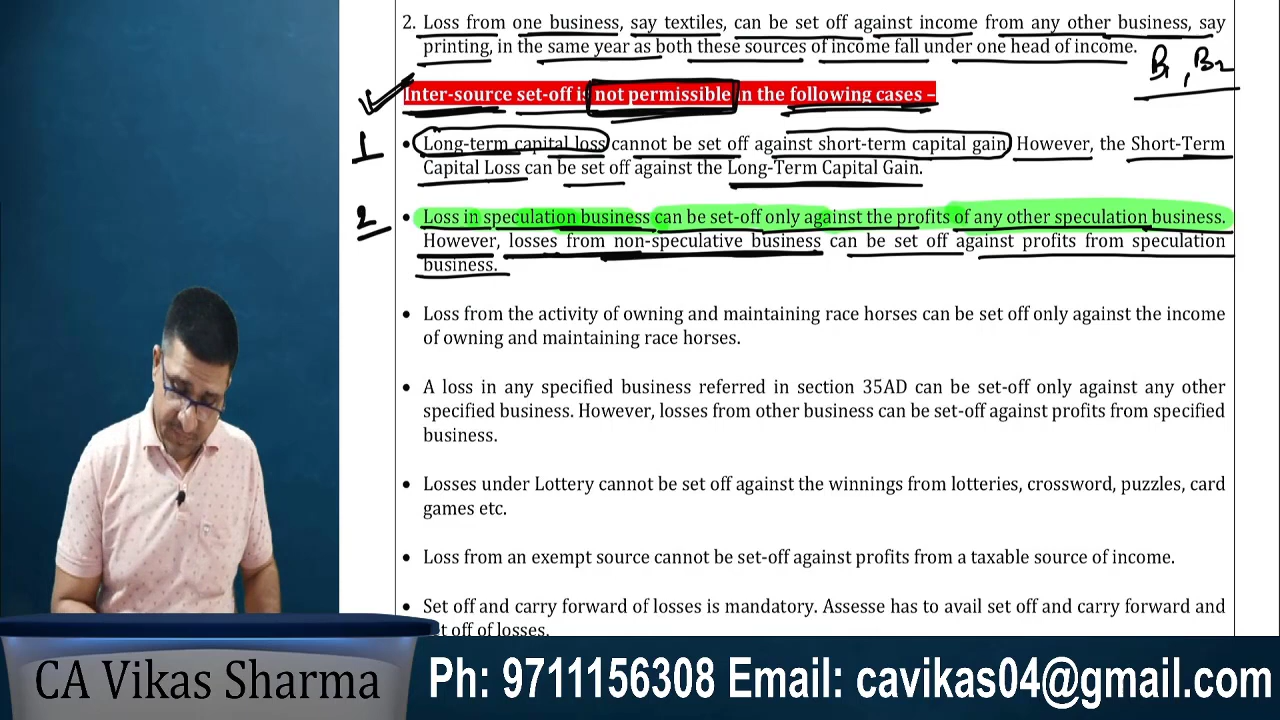 2. Loss from one business, say textiles, can be set off against income from any other business, say
printing, in the same year as both these sources of income fall under one head of income.
B1, B2
Inter-source set-off is not permissible in the following cases –
1
• Long-term capital loss cannot be set off against short-term capital gain. However, the Short-Term
Capital Loss can be set off against the Long-Term Capital Gain.
2
• Loss in speculation business can be set-off only against the profits of any other speculation business.
However, losses from non-speculative business can be set off against profits from speculation
business.
• Loss from the activity of owning and maintaining race horses can be set off only against the income
of owning and maintaining race horses.
• A loss in any specified business referred in section 35AD can be set-off only against any other
specified business. However, losses from other business can be set-off against profits from specified
business.
• Losses under Lottery cannot be set off against the winnings from lotteries, crossword, puzzles, card
games etc.
• Loss from an exempt source cannot be set-off against profits from a taxable source of income.
• Set off and carry forward of losses is mandatory. Assesse has to avail set off and carry forward and
t off of losses.
CA Vikas Sharma
Ph: 9711156308 Email: cavikas04@gmail.com